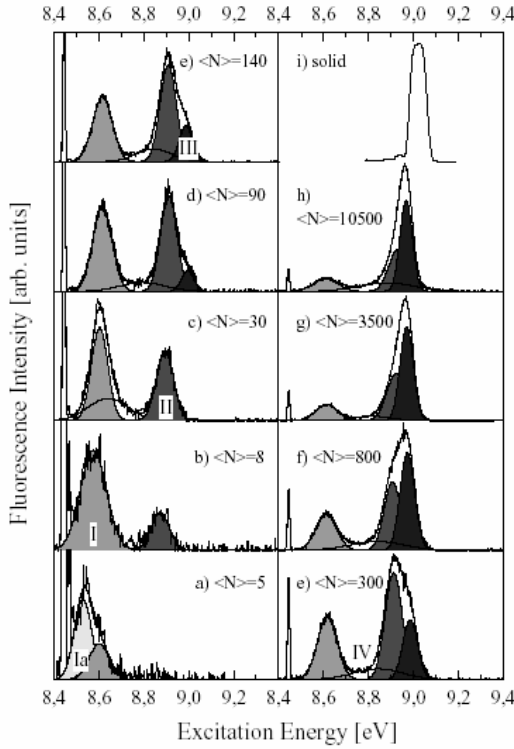 8,4 8,6 8,8 9,0 9,2 8,4 8,6 8,8 9,0 9,2 9,4
e) <N>=140
III
i) solid
d) <N>=90
h)
<N>=10500
c) <N>=30
II
g) <N>=3500
b) <N>=8
I
f) <N>=800
a) <N>=5
Ia
e) <N>=300
IV
8,4 8,6 8,8 9,0 9,2 8,4 8,6 8,8 9,0 9,2 9,4
Fluorescence Intensity [arb. units]
Excitation Energy [eV]